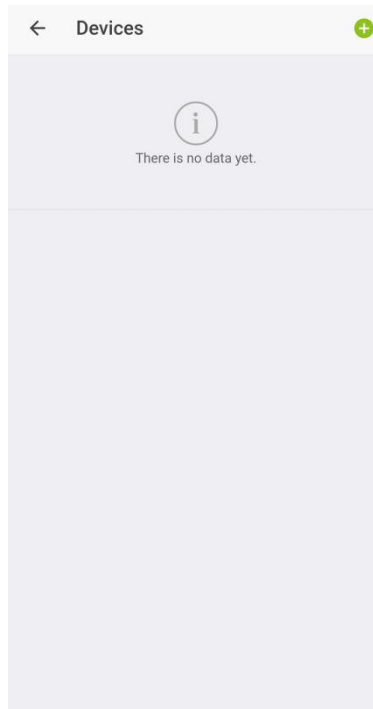 Devices
There is no data yet.